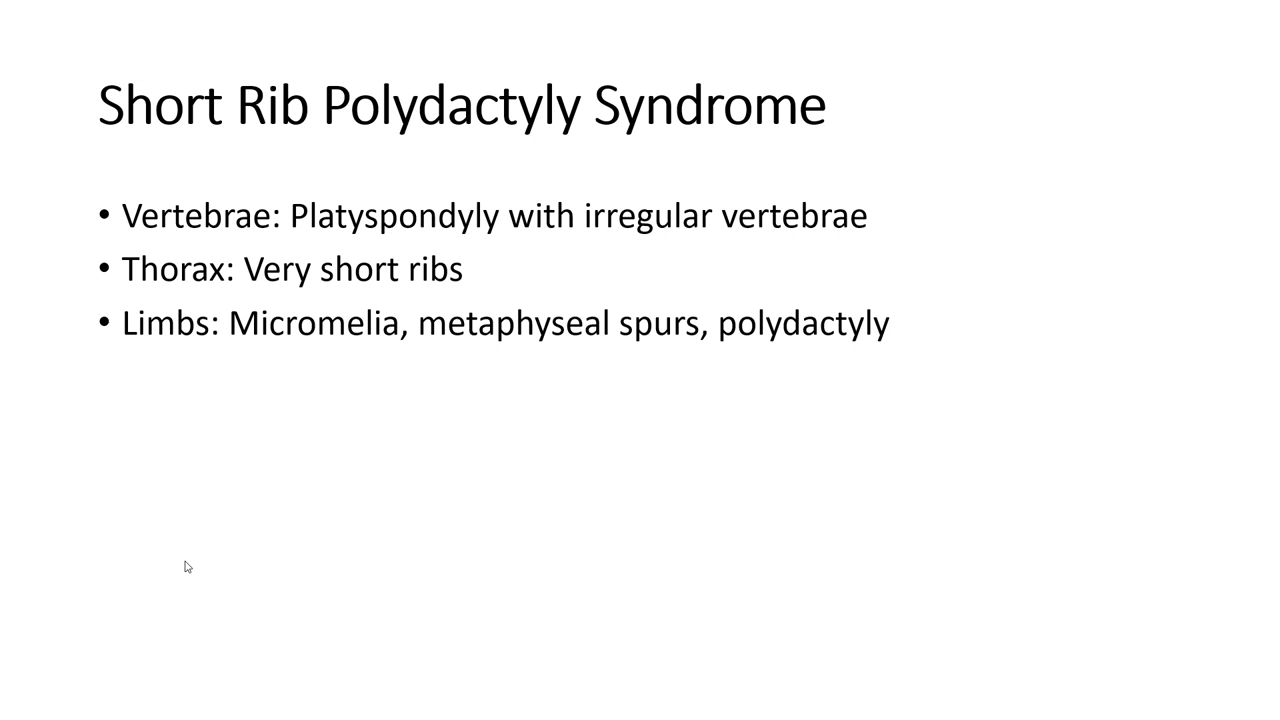 Short Rib Polydactyly Syndrome
• Vertebrae: Platyspondyly with irregular vertebrae
• Thorax: Very short ribs
• Limbs: Micromelia, metaphyseal spurs, polydactyly